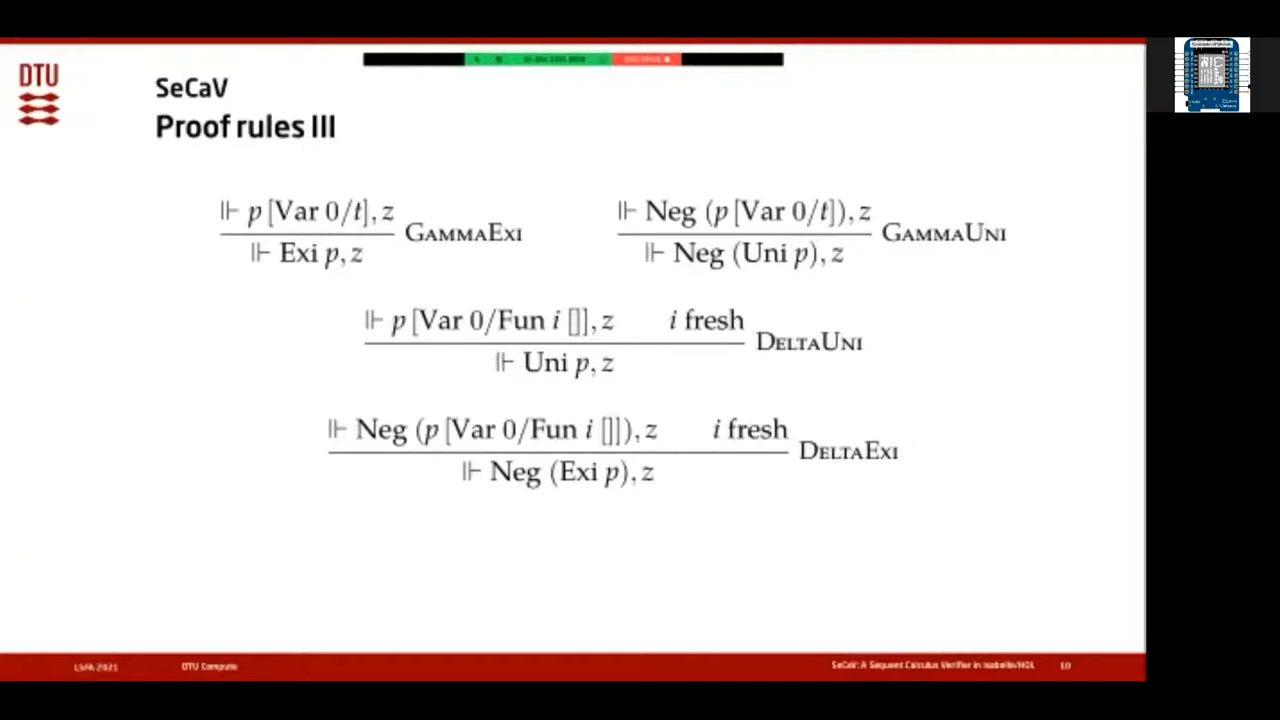 DTU
SeCaV
Proof rules III
⊩ p [Var 0/t], z
⊩ Exi p, z
GAMMAEXI
⊩ Neg (p [Var 0/t]), z
⊩ Neg (Uni p), z
GAMMAUNI
⊩ p [Var 0/Fun i []], z i fresh
⊩ Uni p, z
DELTAUNI
⊩ Neg (p [Var 0/Fun i []]), z i fresh
⊩ Neg (Exi p), z
DELTAEXI
LSFA 2021 DTU Compute SeCaV: A Sequent Calculus Verifier in Isabelle/HOL 10